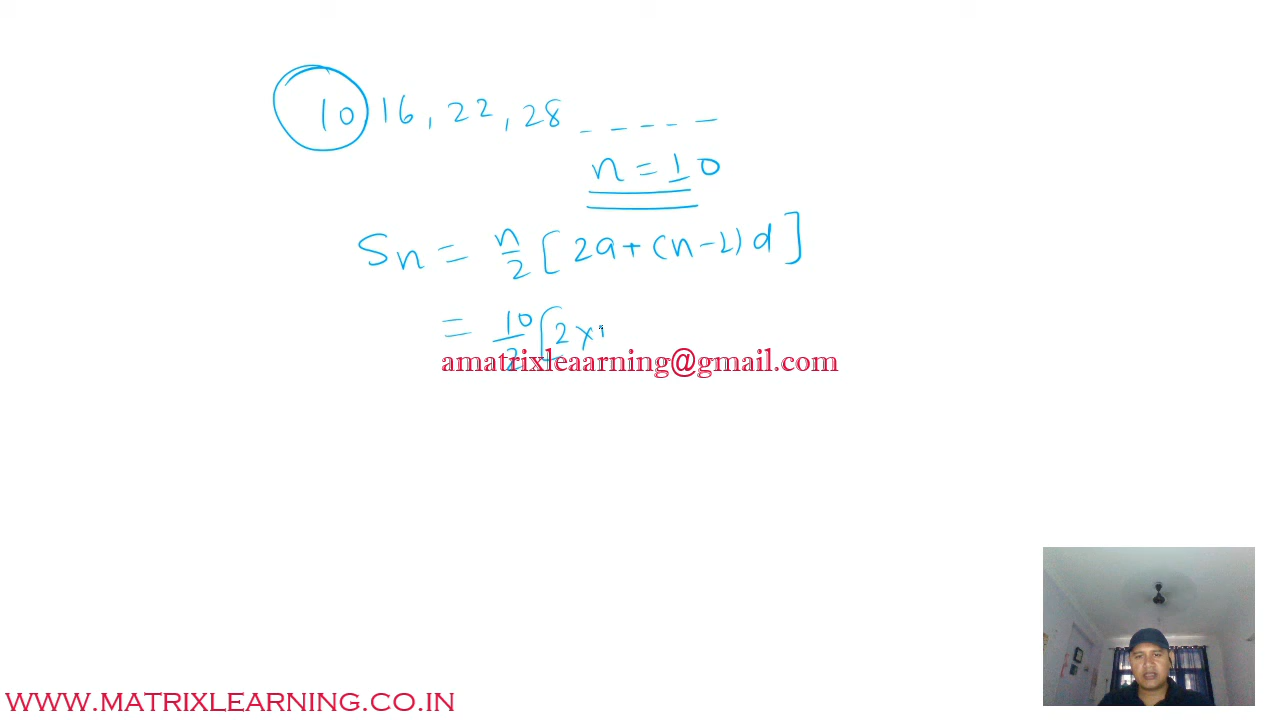 10 16, 22, 28 _ _ _ _ _
n = 10
Sn = n/2 [2a+(n-1)d]
= 10/2 [2×1
amatrixleaarning@gmail.com
WWW.MATRIXLEARNING.CO.IN